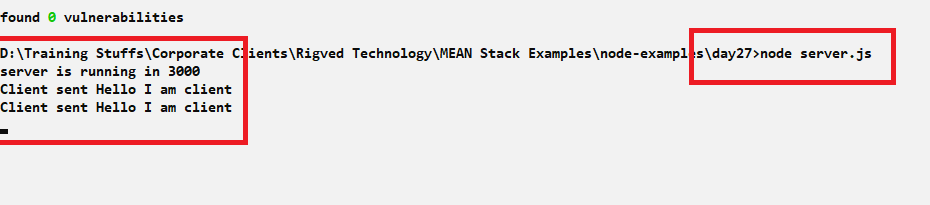 found 0 vulnerabilities
D:\Training Stuffs\Corporate Clients\Rigved Technology\MEAN Stack Examples\node-examples\day27>node server.js
server is running in 3000
Client sent Hello I am client
Client sent Hello I am client